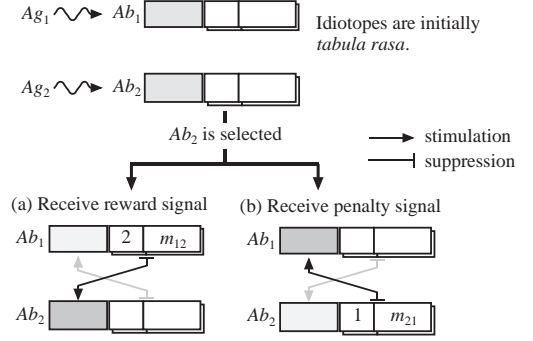 Ag1 Ab1
Idiotopes are initially
tabula rasa.
Ag2 Ab2
Ab2 is selected
stimulation
suppression
(a) Receive reward signal
(b) Receive penalty signal
Ab1 2 m12
Ab1
Ab2
Ab2 1 m21